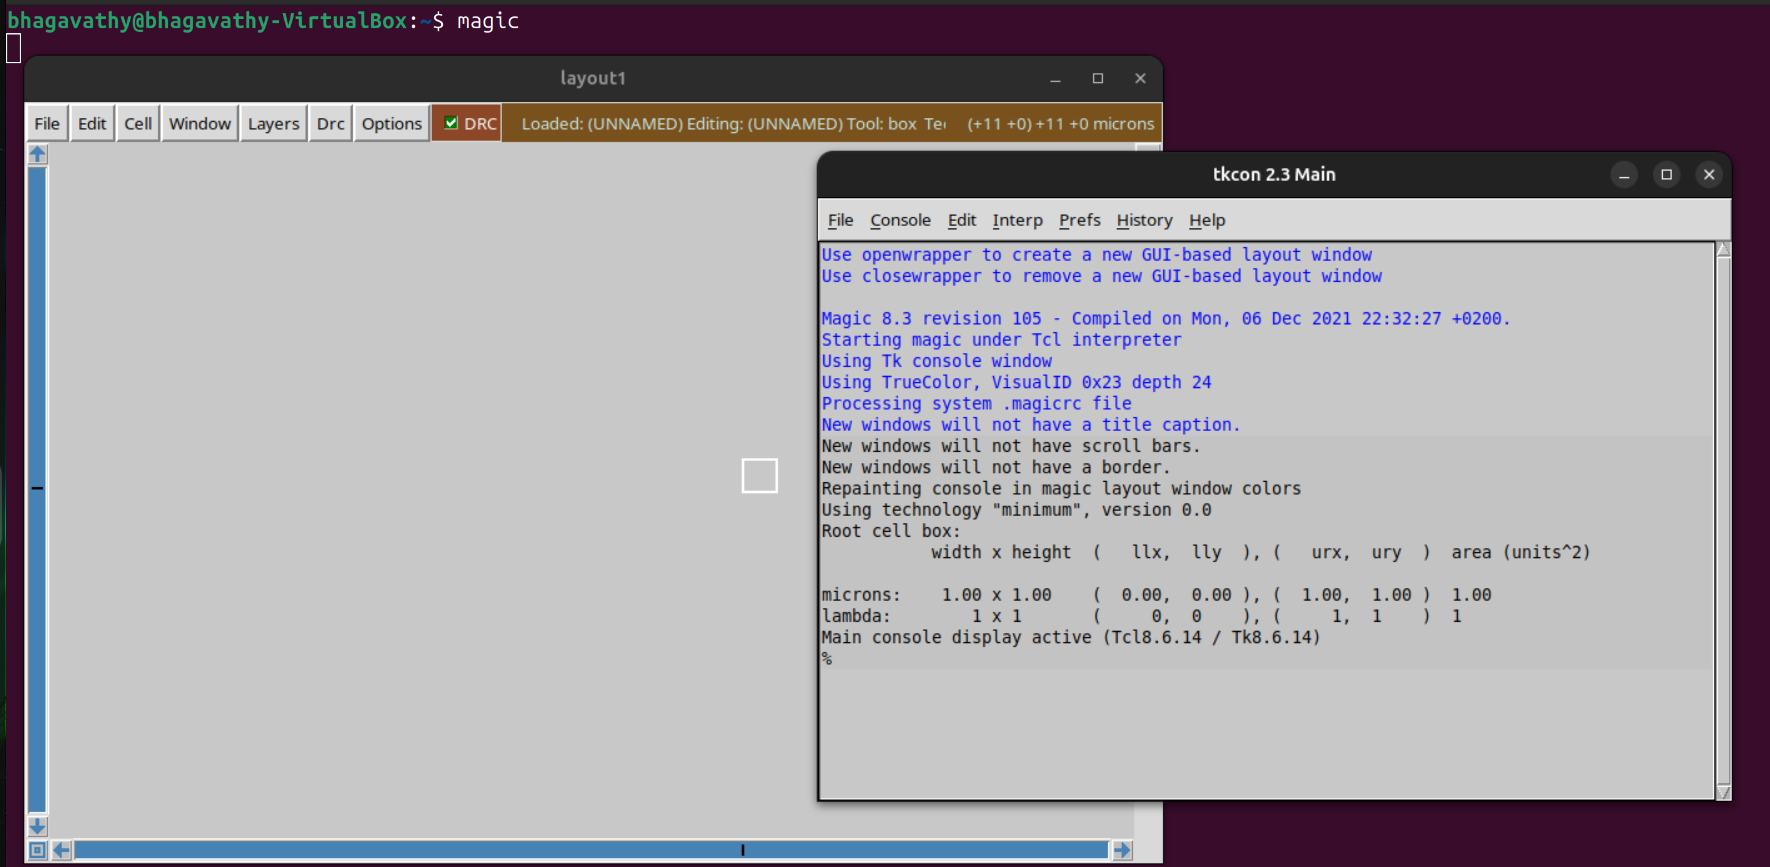 bhagavathy@bhagavathy-VirtualBox:~$ magic
layout1
File Edit Cell Window Layers Drc Options DRC Loaded: (UNNAMED) Editing: (UNNAMED) Tool: box (+11 +0) +11 +0 microns
tkcon 2.3 Main
File Console Edit Interp Prefs History Help
Use openwrapper to create a new GUI-based layout window
Use closewrapper to remove a new GUI-based layout window
Magic 8.3 revision 105 - Compiled on Mon, 06 Dec 2021 22:32:27 +0200.
Starting magic under Tcl interpreter
Using Tk console window
Using TrueColor, VisualID 0x23 depth 24
Processing system .magicrc file
New windows will not have a title caption.
New windows will not have scroll bars.
New windows will not have a border.
Repainting console in magic layout window colors
Using technology "minimum", version 0.0
Root cell box:
width x height ( llx, lly ), ( urx, ury ) area (units^2)
microns: 1.00 x 1.00 ( 0.00, 0.00 ), ( 1.00, 1.00 ) 1.00
lambda: 1 x 1 ( 0, 0 ), ( 1, 1 ) 1
Main console display active (Tcl8.6.14 / Tk8.6.14)
%